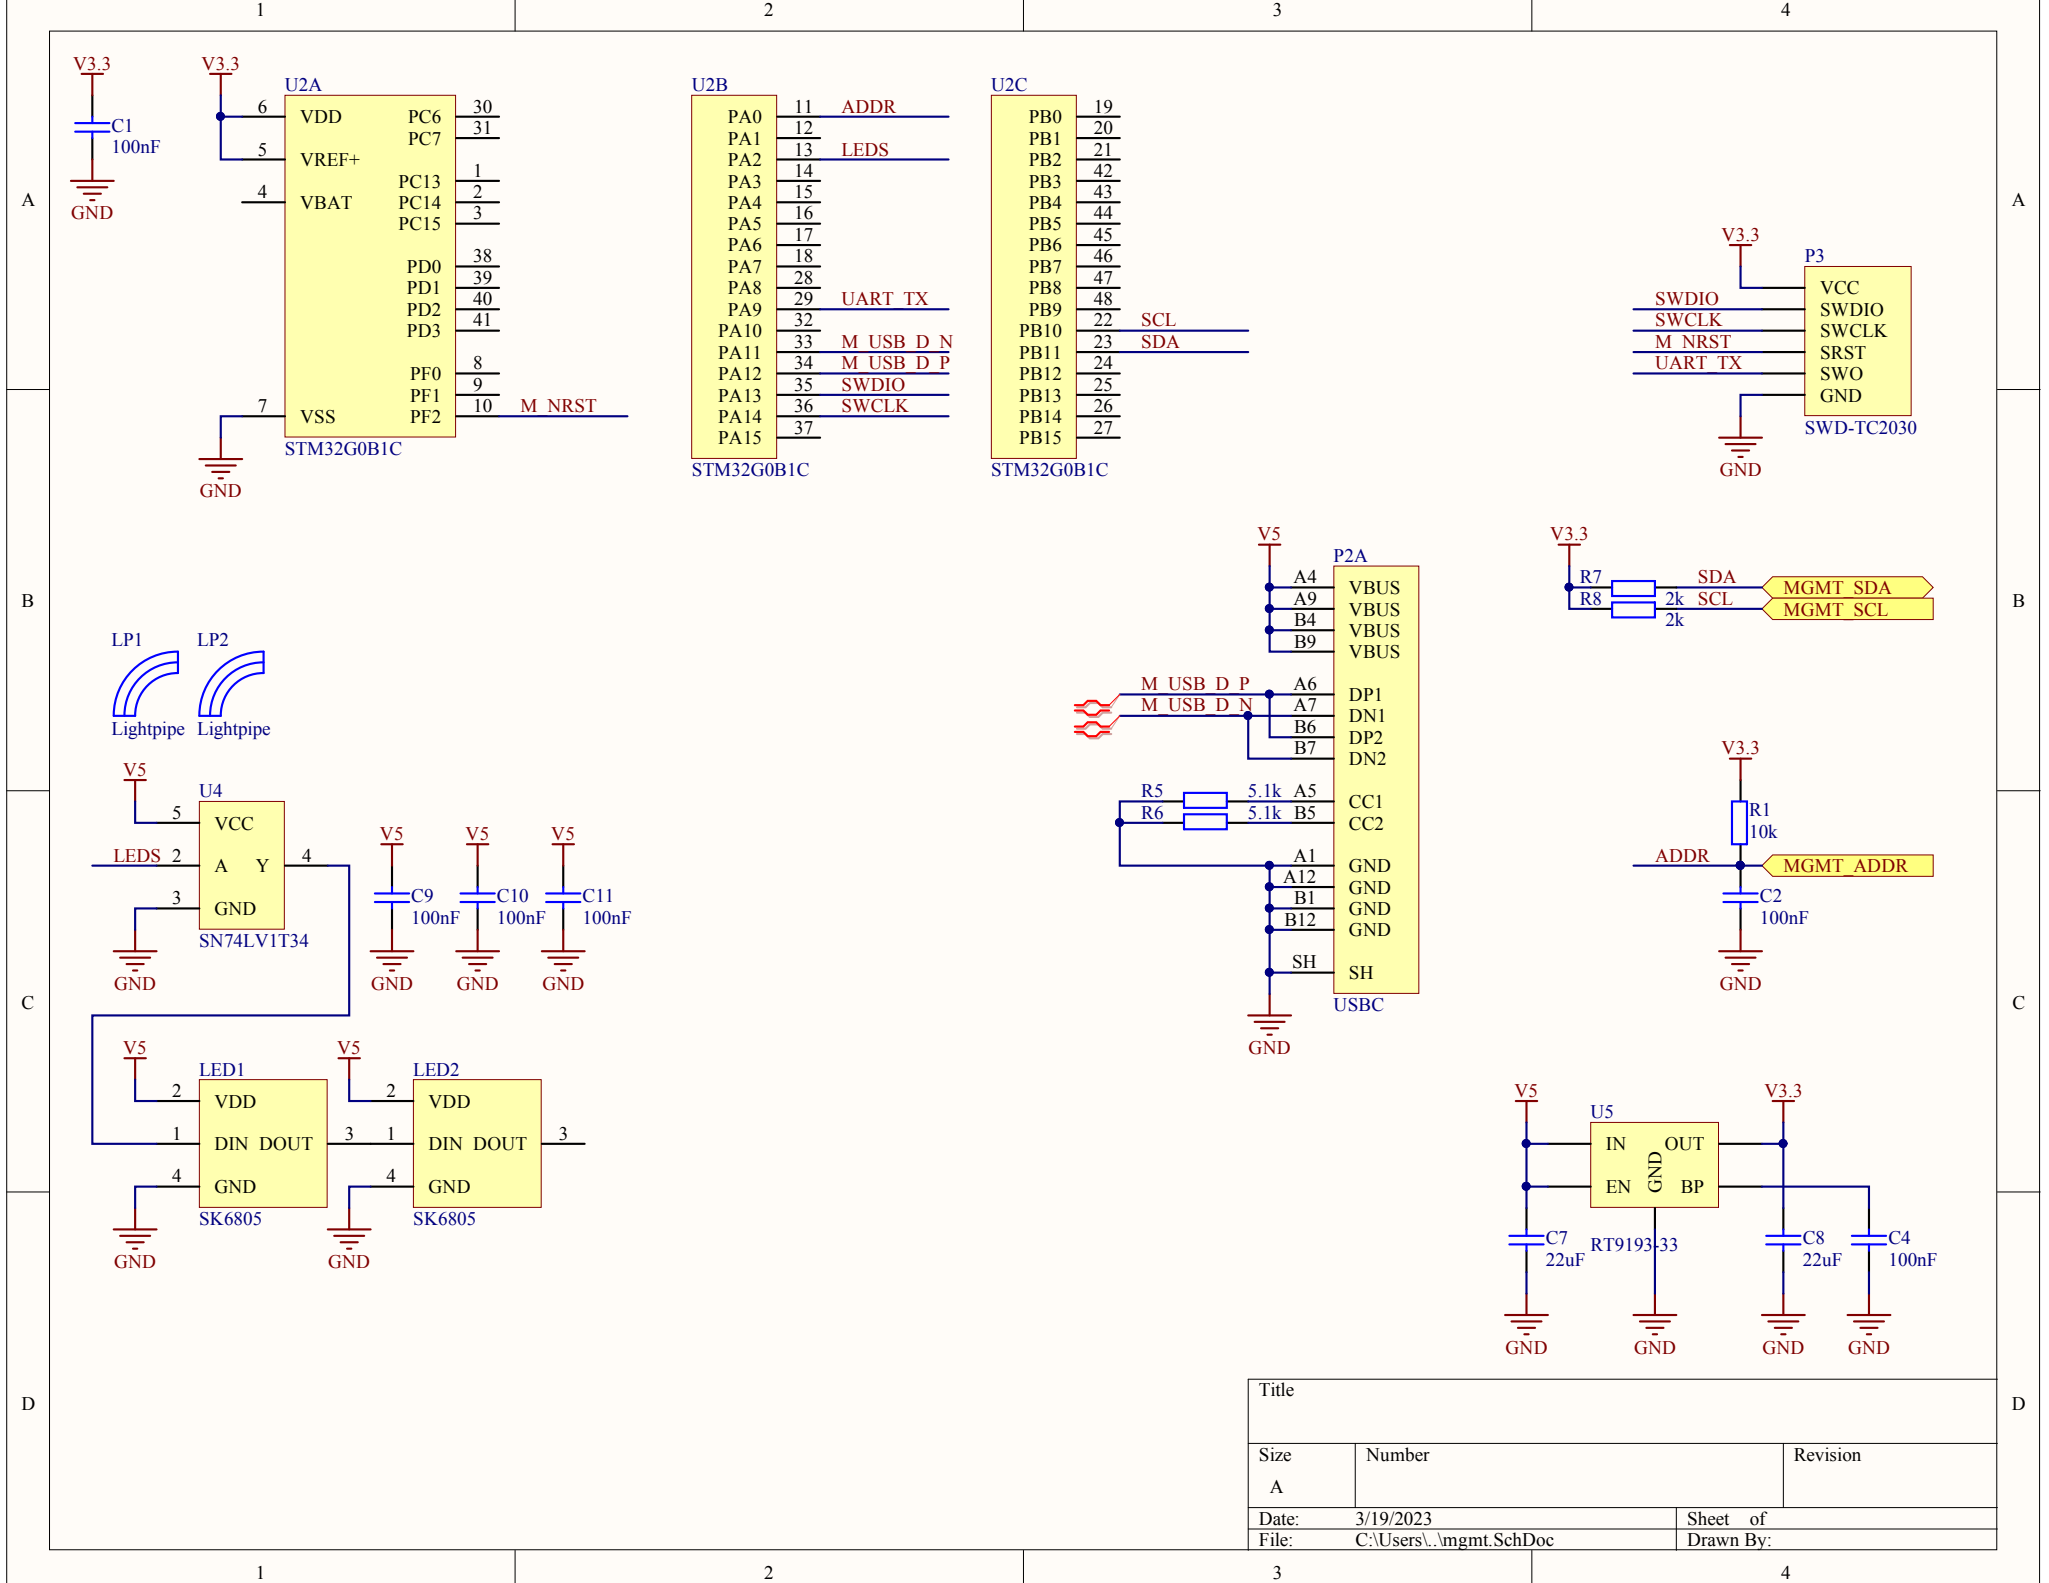 1 2 3 4
A
B
C
D
A
B
C
D
1 2 3 4
V3.3
C1
100nF
GND
V3.3
U2A
6 VDD
5 VREF+
4 VBAT
7 VSS
PC6 30
PC7 31
PC13 1
PC14 2
PC15 3
PD0 38
PD1 39
PD2 40
PD3 41
PF0 8
PF1 9
PF2 10 M_NRST
STM32G0B1C
GND
U2B
PA0 11 ADDR
PA1 12
PA2 13 LEDS
PA3 14
PA4 15
PA5 16
PA6 17
PA7 18
PA8 28
PA9 29 UART_TX
PA10 32
PA11 33 M_USB_D_N
PA12 34 M_USB_D_P
PA13 35 SWDIO
PA14 36 SWCLK
PA15 37
STM32G0B1C
U2C
PB0 19
PB1 20
PB2 21
PB3 42
PB4 43
PB5 44
PB6 45
PB7 46
PB8 47
PB9 48
PB10 22 SCL
PB11 23 SDA
PB12 24
PB13 25
PB14 26
PB15 27
STM32G0B1C
V3.3
P3
VCC
SWDIO SWDIO
SWCLK SWCLK
M_NRST SRST
UART_TX SWO
GND
SWD-TC2030
GND
V5
P2A
A4 VBUS
A9 VBUS
B4 VBUS
B9 VBUS
M_USB_D_P A6 DP1
M_USB_D_N A7 DN1
B6 DP2
B7 DN2
R5 5.1k A5 CC1
R6 5.1k B5 CC2
A1 GND
A12 GND
B1 GND
B12 GND
SH SH
USBC
GND
V3.3
R7 2k SDA MGMT_SDA
R8 2k SCL MGMT_SCL
V3.3
R1
10k
ADDR MGMT_ADDR
C2
100nF
GND
LP1 LP2
Lightpipe Lightpipe
V5
U4
5 VCC
LEDS 2 A Y 4
3 GND
SN74LV1T34
GND
V5 V5 V5
C9 C10 C11
100nF 100nF 100nF
GND GND GND
V5 V5
LED1 LED2
2 VDD 2 VDD
1 DIN DOUT 3 1 DIN DOUT 3
4 GND 4 GND
SK6805 SK6805
GND GND
V5 V3.3
U5
IN OUT
GND
EN BP
C7 RT9193-33 C8 C4
22uF 22uF 100nF
GND GND GND GND
Title
Size Number Revision
A
Date: 3/19/2023 Sheet of
File: C:\Users\..\mgmt.SchDoc Drawn By: